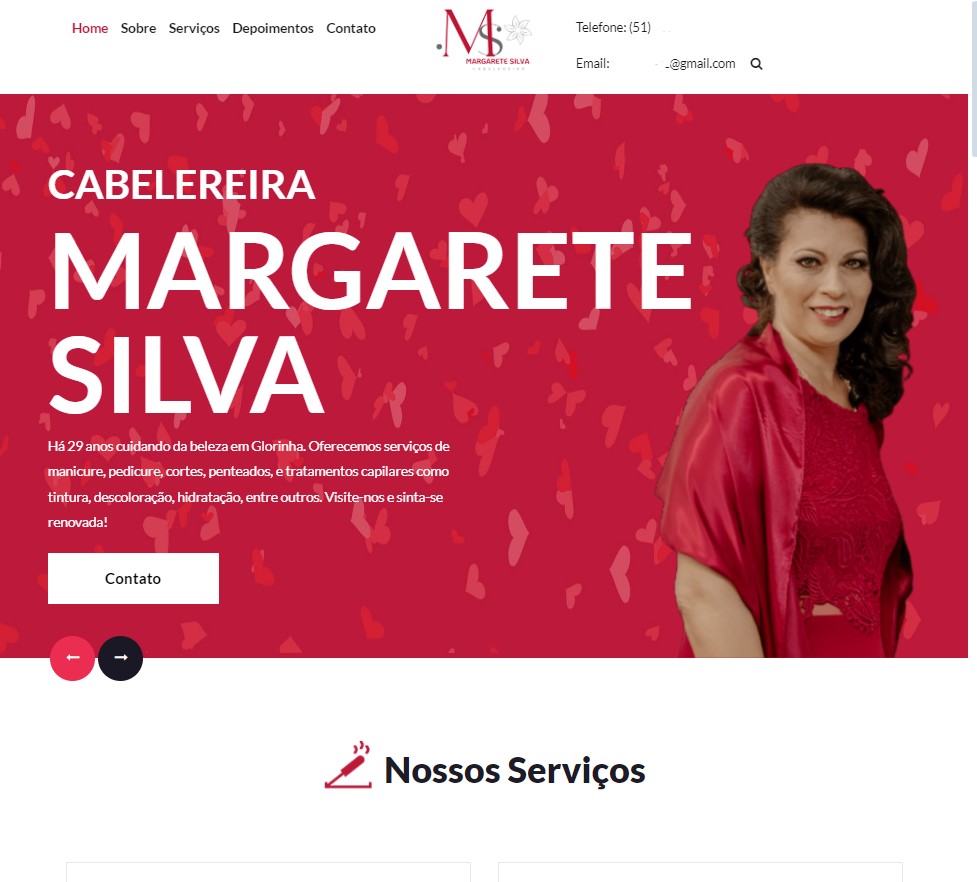 Home Sobre Serviços Depoimentos Contato
MS
MARGARETE SILVA
CABELEREIRA
Telefone: (51)
Email: @gmail.com
CABELEREIRA
MARGARETE
SILVA
Há 29 anos cuidando da beleza em Glorinha. Oferecemos serviços de
manicure, pedicure, cortes, penteados, e tratamentos capilares como
tintura, descoloração, hidratação, entre outros. Visite-nos e sinta-se
renovada!
Contato
Nossos Serviços